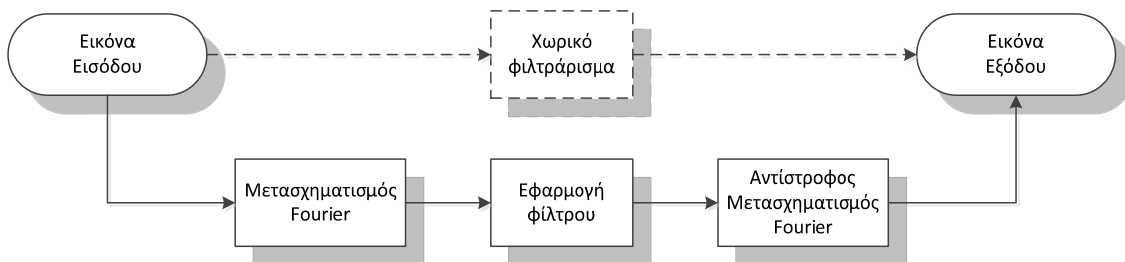 Εικόνα
Εισόδου
Χωρικό
φιλτράρισμα
Εικόνα
Εξόδου
Μετασχηματισμός
Fourier
Εφαρμογή
φίλτρου
Αντίστροφος
Μετασχηματισμός
Fourier